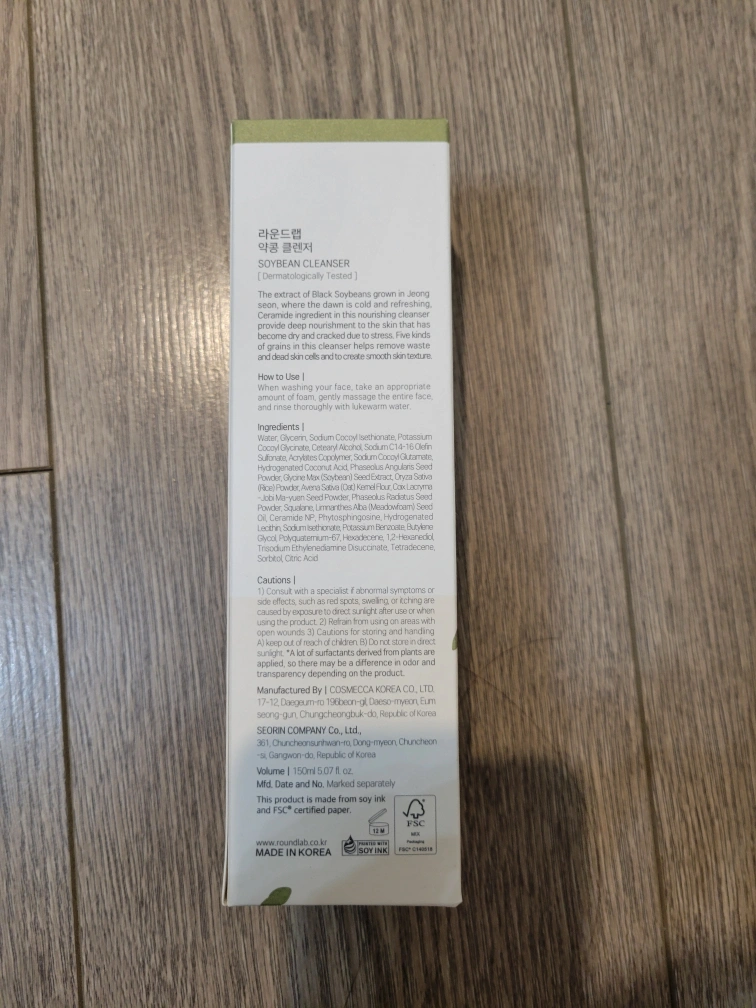 라운드랩
약콩 클렌저
SOYBEAN CLEANSER
[ Dermatologically Tested ]
The extract of Black Soybeans grown in Jeong
seon, where the dawn is cold and refreshing,
Ceramide ingredient in this nourishing cleanser
provide deep nourishment to the skin that has
become dry and cracked due to stress. Five kinds
of grains in this cleanser helps remove waste
and dead skin cells and to create smooth skin texture.
How to Use |
When washing your face, take an appropriate
amount of foam, gently massage the entire face,
and rinse thoroughly with lukewarm water.
Ingredients |
Water, Glycerin, Sodium Cocoyl Isethionate, Potassium
Cocoyl Glycinate, Cetearyl Alcohol, Sodium C14-16 Olefin
Sulfonate, Acrylates Copolymer, Sodium Cocoyl Glutamate,
Hydrogenated Coconut Acid, Phaseolus Angularis Seed
Powder, Glycine Max (Soybean) Seed Extract, Oryza Sativa
(Rice) Powder, Avena Sativa (Oat) Kernel Flour, Coix Lacryma
-Jobi Ma-yuen Seed Powder, Phaseolus Radiatus Seed
Powder, Squalane, Limnanthes Alba (Meadowfoam) Seed
Oil, Ceramide NP, Phytosphingosine, Hydrogenated
Lecithin, Sodium Isethionate, Potassium Benzoate, Butylene
Glycol, Polyquaternium-67, Hexadecene, 1,2-Hexanediol,
Trisodium Ethylenediamine Disuccinate, Tetradecene,
Sorbitol, Citric Acid
Cautions |
1) Consult with a specialist if abnormal symptoms or
side effects, such as red spots, swelling, or itching are
caused by exposure to direct sunlight after use or when
using the product. 2) Refrain from using on areas with
open wounds 3) Cautions for storing and handling
A) keep out of reach of children, B) Do not store in direct
sunlight. *A lot of surfactants derived from plants are
applied, so there may be a difference in odor and
transparency depending on the product.
Manufactured By | COSMECCA KOREA CO., LTD.
17-12, Daegeum-ro 196beon-gil, Daeso-myeon, Eum
seong-gun, Chungcheongbuk-do, Republic of Korea
SEORIN COMPANY Co., Ltd.,
361, Chuncheonsunhwan-ro, Dong-myeon, Chuncheon
-si, Gangwon-do, Republic of Korea
Volume | 150ml 5.07 fl. oz.
Mfd. Date and No. Marked separately
This product is made from soy ink
and FSC® certified paper.
12 M
FSC
MIX
Packaging
FSC® C140518
www.roundlab.co.kr
MADE IN KOREA
PRINTED WITH
SOY INK